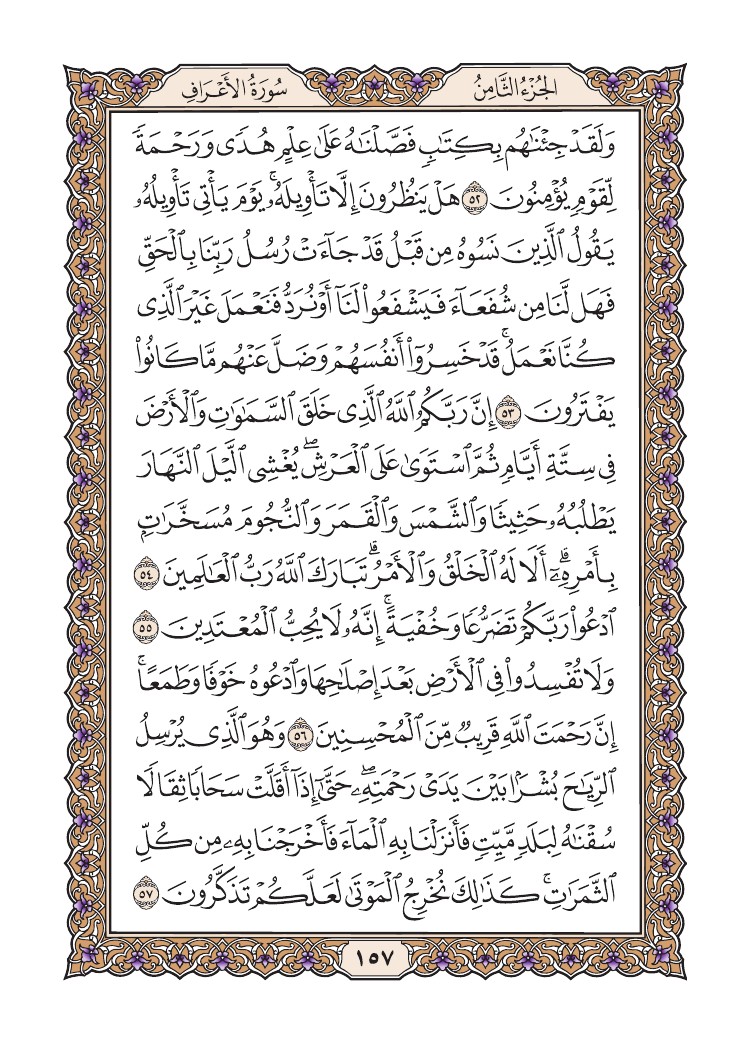 الجُزْءُ الثَّامِنُ
سُورَةُ الأَعْرَافِ
وَلَقَدْ جِئْنَٰهُم بِكِتَٰبٖ فَصَّلْنَٰهُ عَلَىٰ عِلْمٍ هُدٗى وَرَحْمَةٗ
لِّقَوْمٖ يُؤْمِنُونَ ٥٢ هَلْ يَنظُرُونَ إِلَّا تَأْوِيلَهُۥۚ يَوْمَ يَأْتِي تَأْوِيلُهُۥ
يَقُولُ ٱلَّذِينَ نَسُوهُ مِن قَبْلُ قَدْ جَآءَتْ رُسُلُ رَبِّنَا بِٱلْحَقِّ
فَهَل لَّنَا مِن شُفَعَآءَ فَيَشْفَعُوا۟ لَنَآ أَوْ نُرَدُّ فَنَعْمَلَ غَيْرَ ٱلَّذِي
كُنَّا نَعْمَلُۚ قَدْ خَسِرُوٓا۟ أَنفُسَهُمْ وَضَلَّ عَنْهُم مَّا كَانُوا۟
يَفْتَرُونَ ٥٣ إِنَّ رَبَّكُمُ ٱللَّهُ ٱلَّذِي خَلَقَ ٱلسَّمَٰوَٰتِ وَٱلْأَرْضَ
فِي سِتَّةِ أَيَّامٖ ثُمَّ ٱسْتَوَىٰ عَلَى ٱلْعَرْشِۖ يُغْشِي ٱلَّيْلَ ٱلنَّهَارَ
يَطْلُبُهُۥ حَثِيثٗا وَٱلشَّمْسَ وَٱلْقَمَرَ وَٱلنُّجُومَ مُسَخَّرَٰتِۭ
بِأَمْرِهِۦٓۗ أَلَا لَهُ ٱلْخَلْقُ وَٱلْأَمْرُۗ تَبَارَكَ ٱللَّهُ رَبُّ ٱلْعَٰلَمِينَ ٥٤
ٱدْعُوا۟ رَبَّكُمْ تَضَرُّعٗا وَخُفْيَةًۚ إِنَّهُۥ لَا يُحِبُّ ٱلْمُعْتَدِينَ ٥٥
وَلَا تُفْسِدُوا۟ فِي ٱلْأَرْضِ بَعْدَ إِصْلَٰحِهَا وَٱدْعُوهُ خَوْفٗا وَطَمَعًاۚ
إِنَّ رَحْمَتَ ٱللَّهِ قَرِيبٞ مِّنَ ٱلْمُحْسِنِينَ ٥٦ وَهُوَ ٱلَّذِي يُرْسِلُ
ٱلرِّيَٰحَ بُشْرَۢا بَيْنَ يَدَيْ رَحْمَتِهِۦۖ حَتَّىٰٓ إِذَآ أَقَلَّتْ سَحَابٗا ثِقَالٗا
سُقْنَٰهُ لِبَلَدٖ مَّيِّتٖ فَأَنزَلْنَا بِهِ ٱلْمَآءَ فَأَخْرَجْنَا بِهِۦ مِن كُلِّ
ٱلثَّمَرَٰتِۚ كَذَٰلِكَ نُخْرِجُ ٱلْمَوْتَىٰ لَعَلَّكُمْ تَذَكَّرُونَ ٥٧
١٥٧